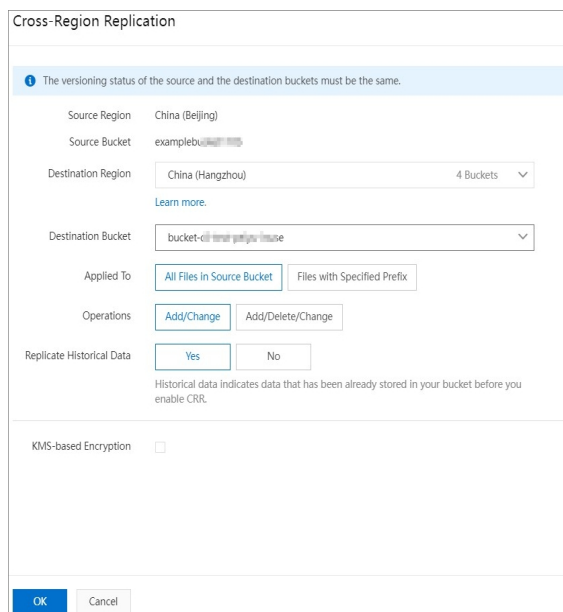 Cross-Region Replication
The versioning status of the source and the destination buckets must be the same.
Source Region China (Beijing)
Source Bucket
Destination Region China (Hangzhou) 4 Buckets
Learn more.
Destination Bucket
Applied To All Files in Source Bucket Files with Specified Prefix
Operations Add/Change Add/Delete/Change
Replicate Historical Data Yes No
Historical data indicates data that has been already stored in your bucket before you
enable CRR.
KMS-based Encryption
OK Cancel